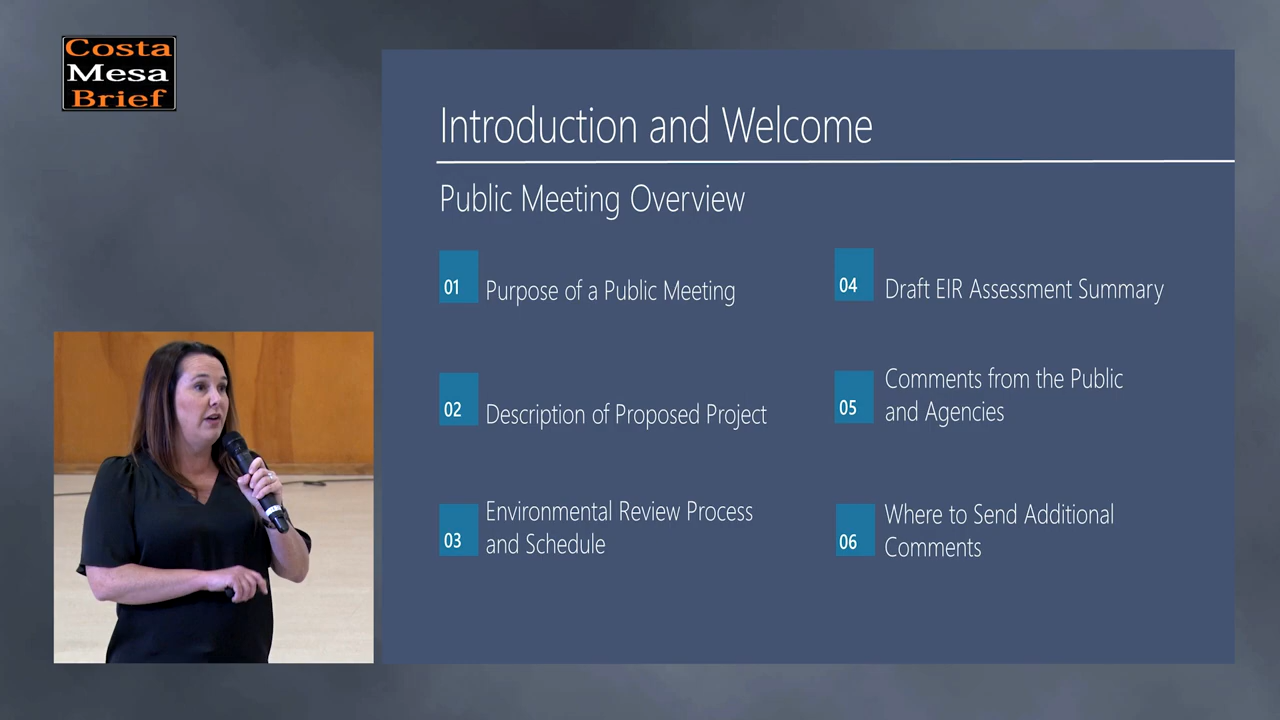 Costa
Mesa
Brief
Introduction and Welcome
Public Meeting Overview
01
Purpose of a Public Meeting
02
Description of Proposed Project
03
Environmental Review Process
and Schedule
04
Draft EIR Assessment Summary
05
Comments from the Public
and Agencies
06
Where to Send Additional
Comments